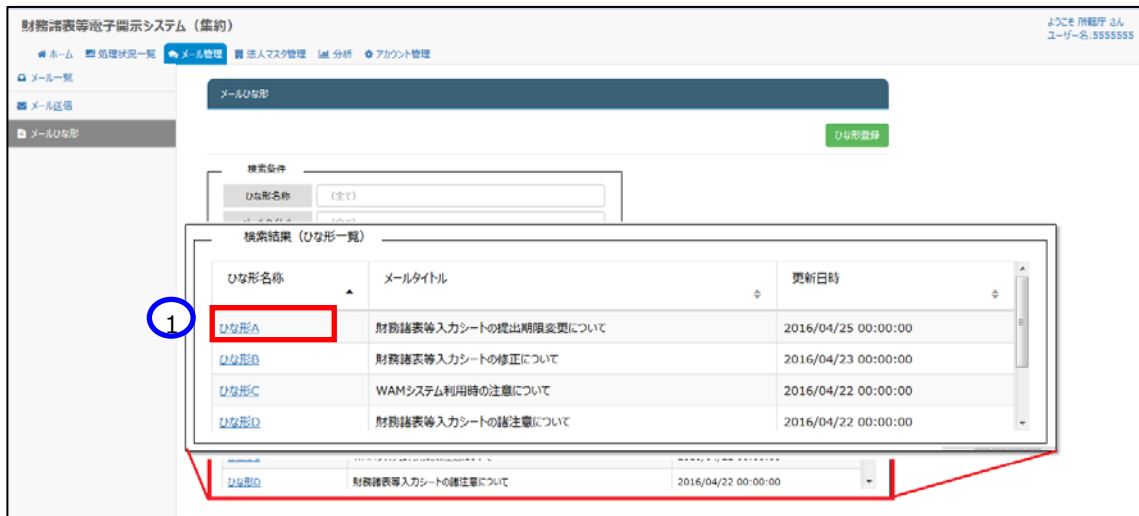 財務諸表等電子開示システム（集約）
ようこそ 所轄庁 さん
ユーザー名:5555555
ホーム 処理状況一覧 メール管理 法人マスタ管理 分析 アカウント管理
メール一覧
メール送信
メールひな形
メールひな形
ひな形登録
検索条件
ひな形名称 (全て)
検索結果（ひな形一覧）
ひな形名称 メールタイトル 更新日時
1
ひな形A 財務諸表等入力シートの提出期限変更について 2016/04/25 00:00:00
ひな形B 財務諸表等入力シートの修正について 2016/04/23 00:00:00
ひな形C WAMシステム利用時の注意について 2016/04/22 00:00:00
ひな形D 財務諸表等入力シートの諸注意について 2016/04/22 00:00:00
ひな形D 財務諸表等入力シートの諸注意について 2016/04/22 00:00:00